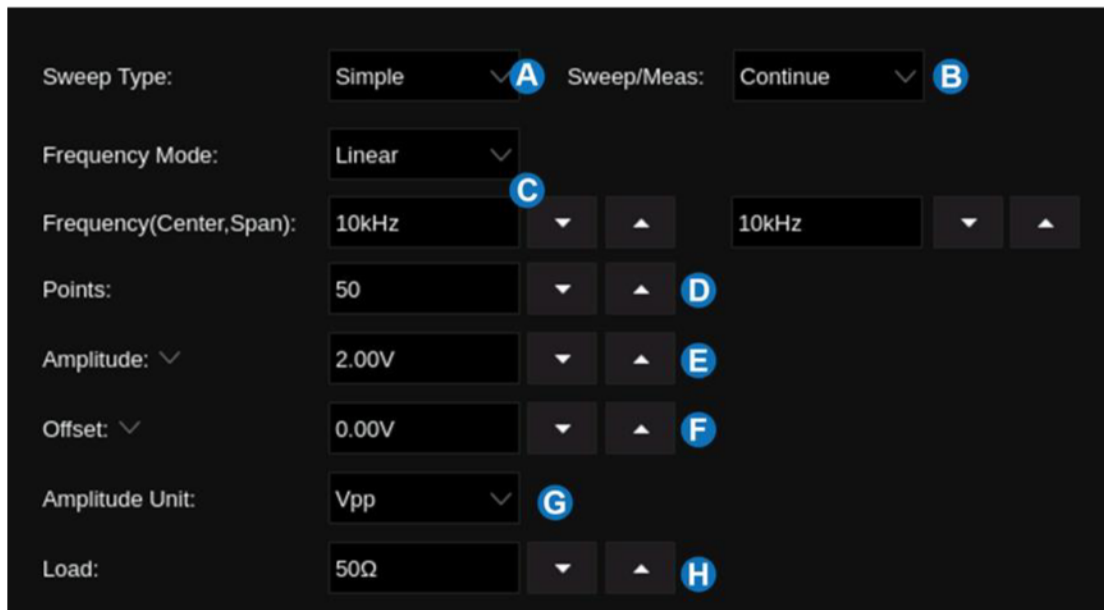 Sweep Type: Simple A Sweep/Meas: Continue B
Frequency Mode: Linear
C
Frequency(Center,Span): 10kHz 10kHz
Points: 50 D
Amplitude: 2.00V E
Offset: 0.00V F
Amplitude Unit: Vpp G
Load: 50Ω H